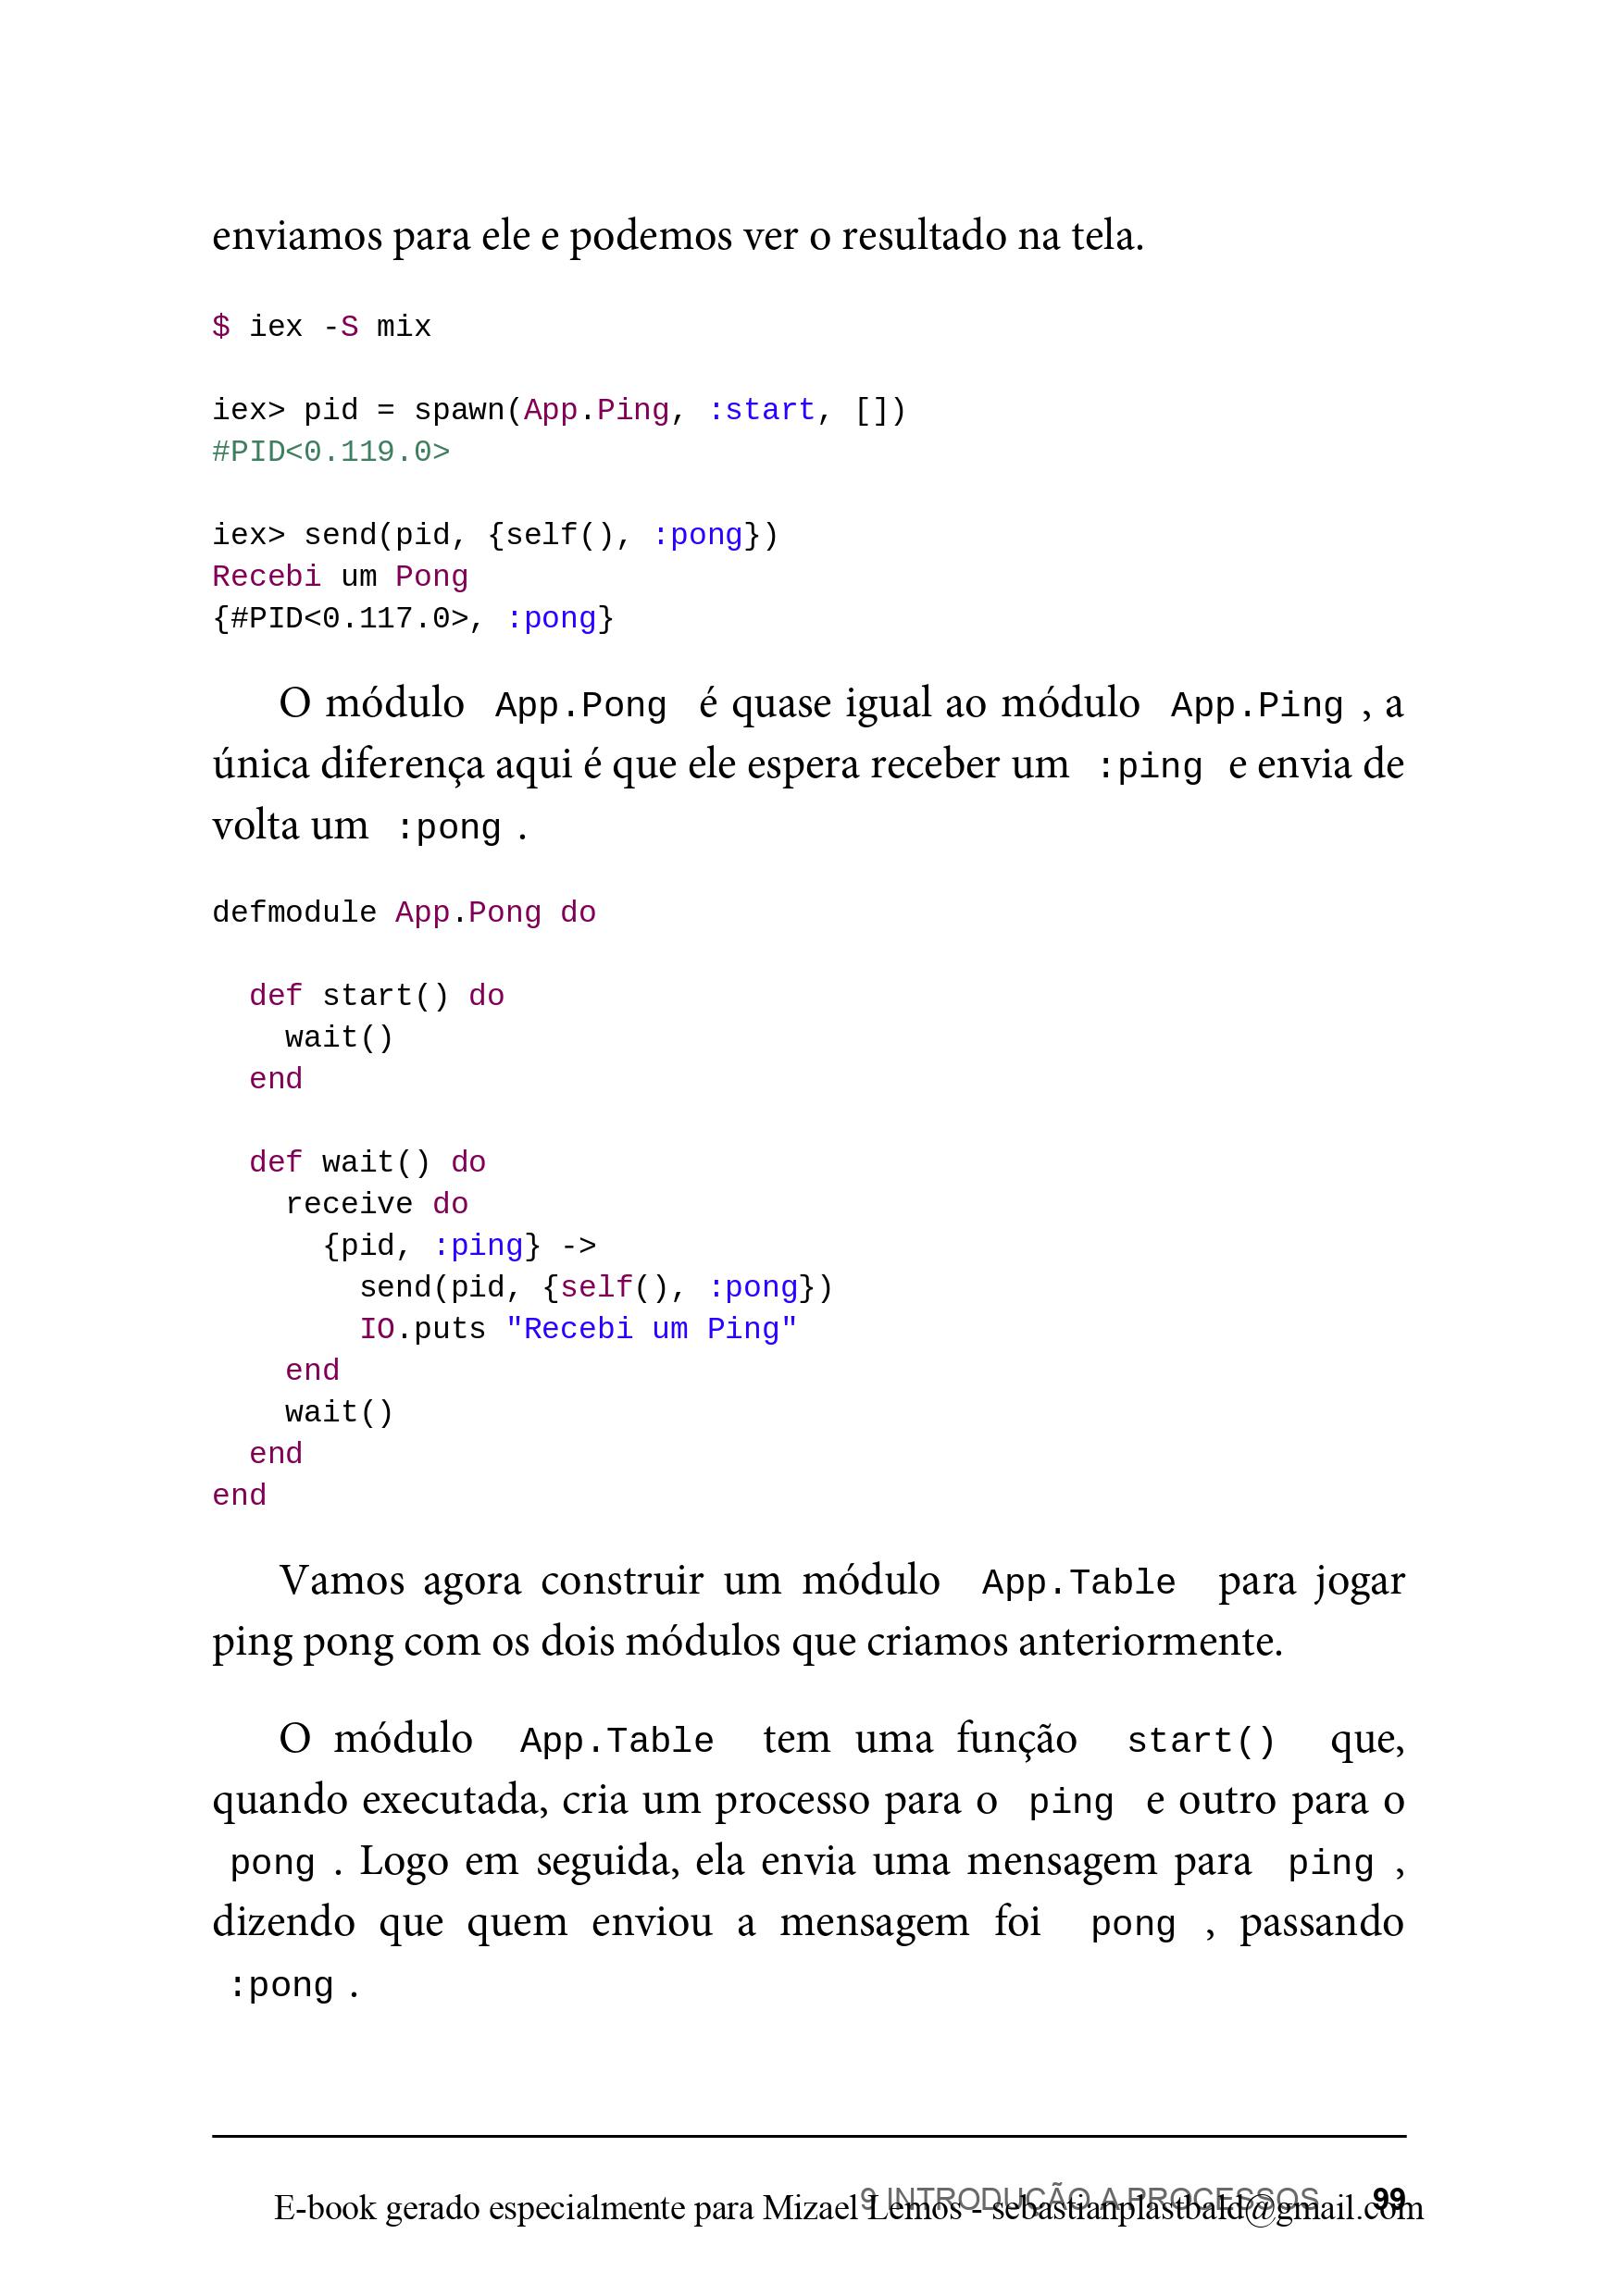 enviamos para ele e podemos ver o resultado na tela.
$ iex -S mix
iex> pid = spawn(App.Ping, :start, [])
#PID<0.119.0>
iex> send(pid, {self(), :pong})
Recebi um Pong
{#PID<0.117.0>, :pong}
O módulo App.Pong é quase igual ao módulo App.Ping , a
única diferença aqui é que ele espera receber um :ping e envia de
volta um :pong .
defmodule App.Pong do
  def start() do
    wait()
  end
  def wait() do
    receive do
      {pid, :ping} ->
        send(pid, {self(), :pong})
        IO.puts "Recebi um Ping"
    end
    wait()
  end
end
Vamos agora construir um módulo App.Table para jogar
ping pong com os dois módulos que criamos anteriormente.
O módulo App.Table tem uma função start() que,
quando executada, cria um processo para o ping e outro para o
pong . Logo em seguida, ela envia uma mensagem para ping ,
dizendo que quem enviou a mensagem foi pong , passando
:pong .
9 INTRODUÇÃO A PROCESSOS 99
E-book gerado especialmente para Mizael Lemos - sebastianplastbald@gmail.com